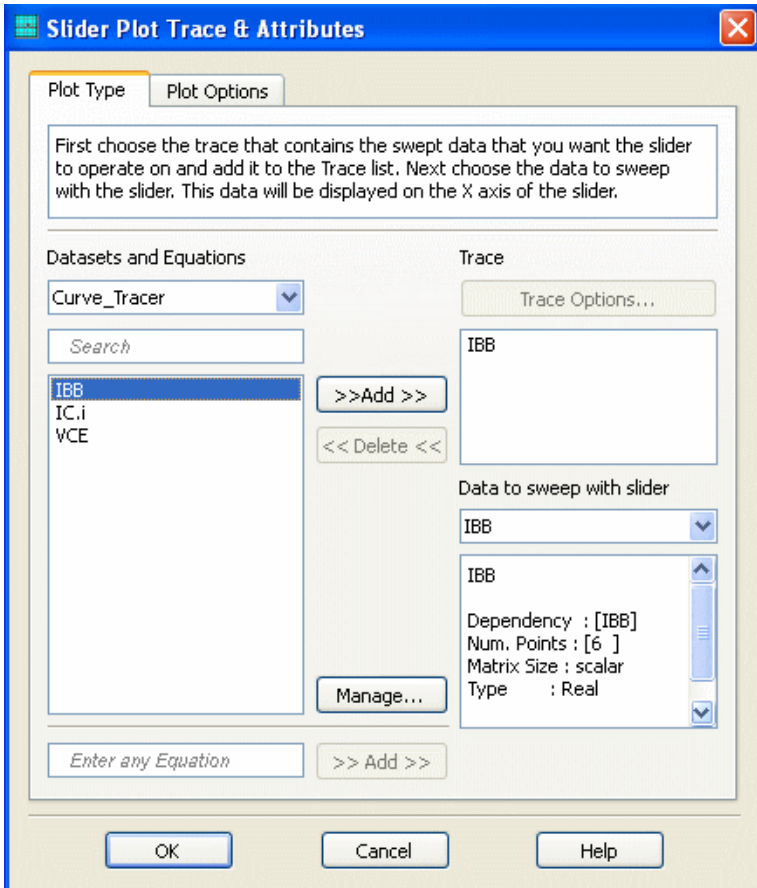 Slider Plot Trace & Attributes
Plot Type
Plot Options
First choose the trace that contains the swept data that you want the slider
to operate on and add it to the Trace list. Next choose the data to sweep
with the slider. This data will be displayed on the X axis of the slider.
Datasets and Equations
Curve_Tracer
Search
IBB
IC.i
VCE
>>Add >>
<< Delete <<
Manage...
Enter any Equation
>> Add >>
Trace
Trace Options...
IBB
Data to sweep with slider
IBB
IBB
Dependency : [IBB]
Num. Points : [6 ]
Matrix Size : scalar
Type : Real
OK
Cancel
Help